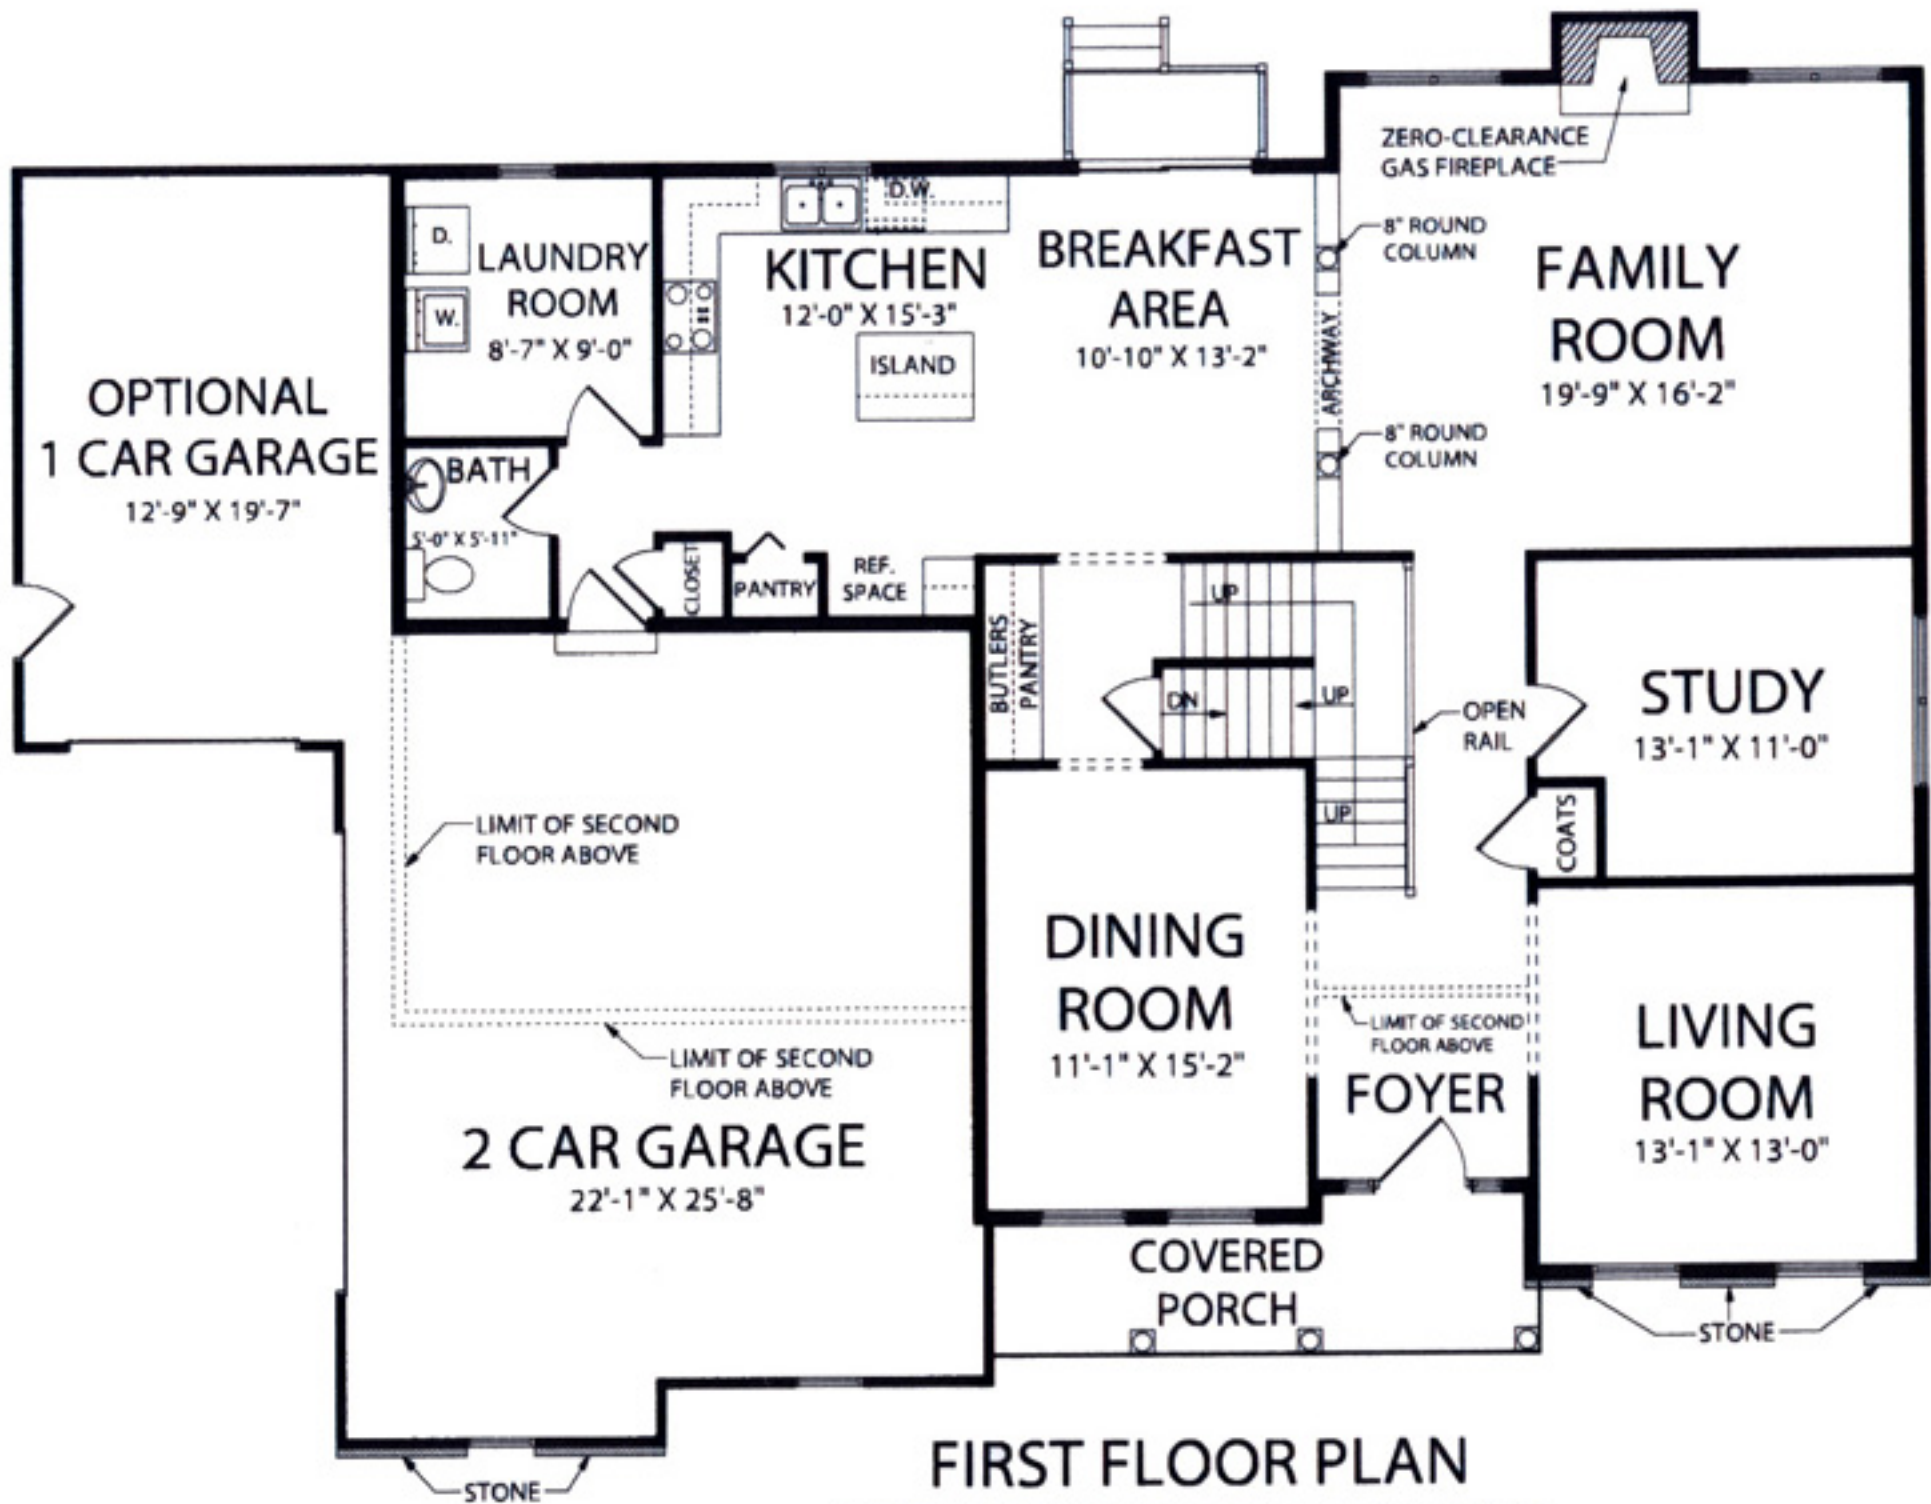 ZERO-CLEARANCE
GAS FIREPLACE
D.W.
D.
LAUNDRY
ROOM
8'-7" X 9'-0"
W.
KITCHEN
12'-0" X 15'-3"
ISLAND
BREAKFAST
AREA
10'-10" X 13'-2"
8" ROUND
COLUMN
ARCHWAY
8" ROUND
COLUMN
FAMILY
ROOM
19'-9" X 16'-2"
OPTIONAL
1 CAR GARAGE
12'-9" X 19'-7"
BATH
5'-0" X 5'-11"
CLOSET
PANTRY
REF.
SPACE
BUTLERS
PANTRY
UP
DN
UP
UP
OPEN
RAIL
STUDY
13'-1" X 11'-0"
COATS
LIMIT OF SECOND
FLOOR ABOVE
LIMIT OF SECOND
FLOOR ABOVE
2 CAR GARAGE
22'-1" X 25'-8"
DINING
ROOM
11'-1" X 15'-2"
LIMIT OF SECOND
FLOOR ABOVE
FOYER
LIVING
ROOM
13'-1" X 13'-0"
COVERED
PORCH
STONE
STONE
FIRST FLOOR PLAN